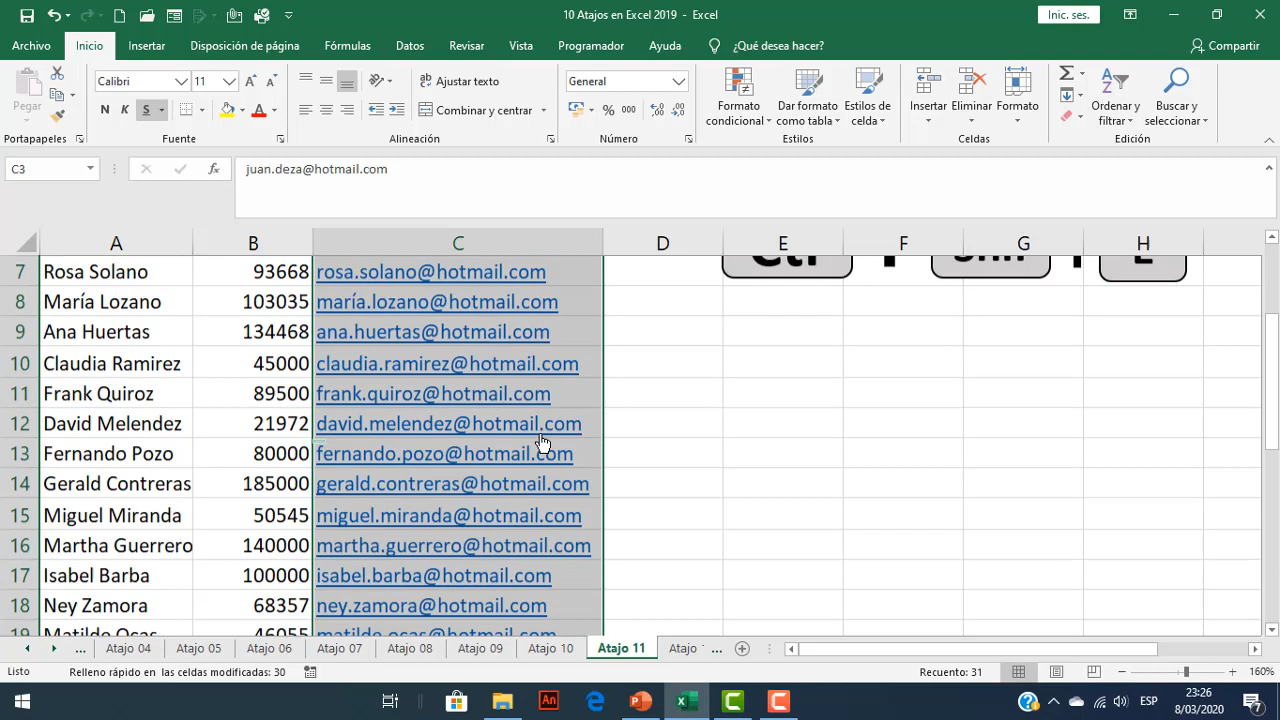 10 Atajos en Excel 2019 - Excel
Inic. ses.
Archivo Inicio Insertar Disposición de página Fórmulas Datos Revisar Vista Programador Ayuda ¿Qué desea hacer? Compartir
Pegar
Calibri 11
N K S
Ajustar texto
Combinar y centrar
General
% 000
Formato condicional
Dar formato como tabla
Estilos de celda
Insertar Eliminar Formato
Ordenar y filtrar
Buscar y seleccionar
Portapapeles Fuente Alineación Número Estilos Celdas Edición
C3 fx juan.deza@hotmail.com
A B C D E F G H
7 Rosa Solano 93668 rosa.solano@hotmail.com
8 María Lozano 103035 maría.lozano@hotmail.com
9 Ana Huertas 134468 ana.huertas@hotmail.com
10 Claudia Ramirez 45000 claudia.ramirez@hotmail.com
11 Frank Quiroz 89500 frank.quiroz@hotmail.com
12 David Melendez 21972 david.melendez@hotmail.com
13 Fernando Pozo 80000 fernando.pozo@hotmail.com
14 Gerald Contreras 185000 gerald.contreras@hotmail.com
15 Miguel Miranda 50545 miguel.miranda@hotmail.com
16 Martha Guerrero 140000 martha.guerrero@hotmail.com
17 Isabel Barba 100000 isabel.barba@hotmail.com
18 Ney Zamora 68357 ney.zamora@hotmail.com
19 Matilde Ocas 46055 matilde.ocas@hotmail.com
... Atajo 04 Atajo 05 Atajo 06 Atajo 07 Atajo 08 Atajo 09 Atajo 10 Atajo 11 Atajo ...
Listo Relleno rápido en las celdas modificadas: 30 Recuento: 31 160%
An ESP 23:26
8/03/2020 7